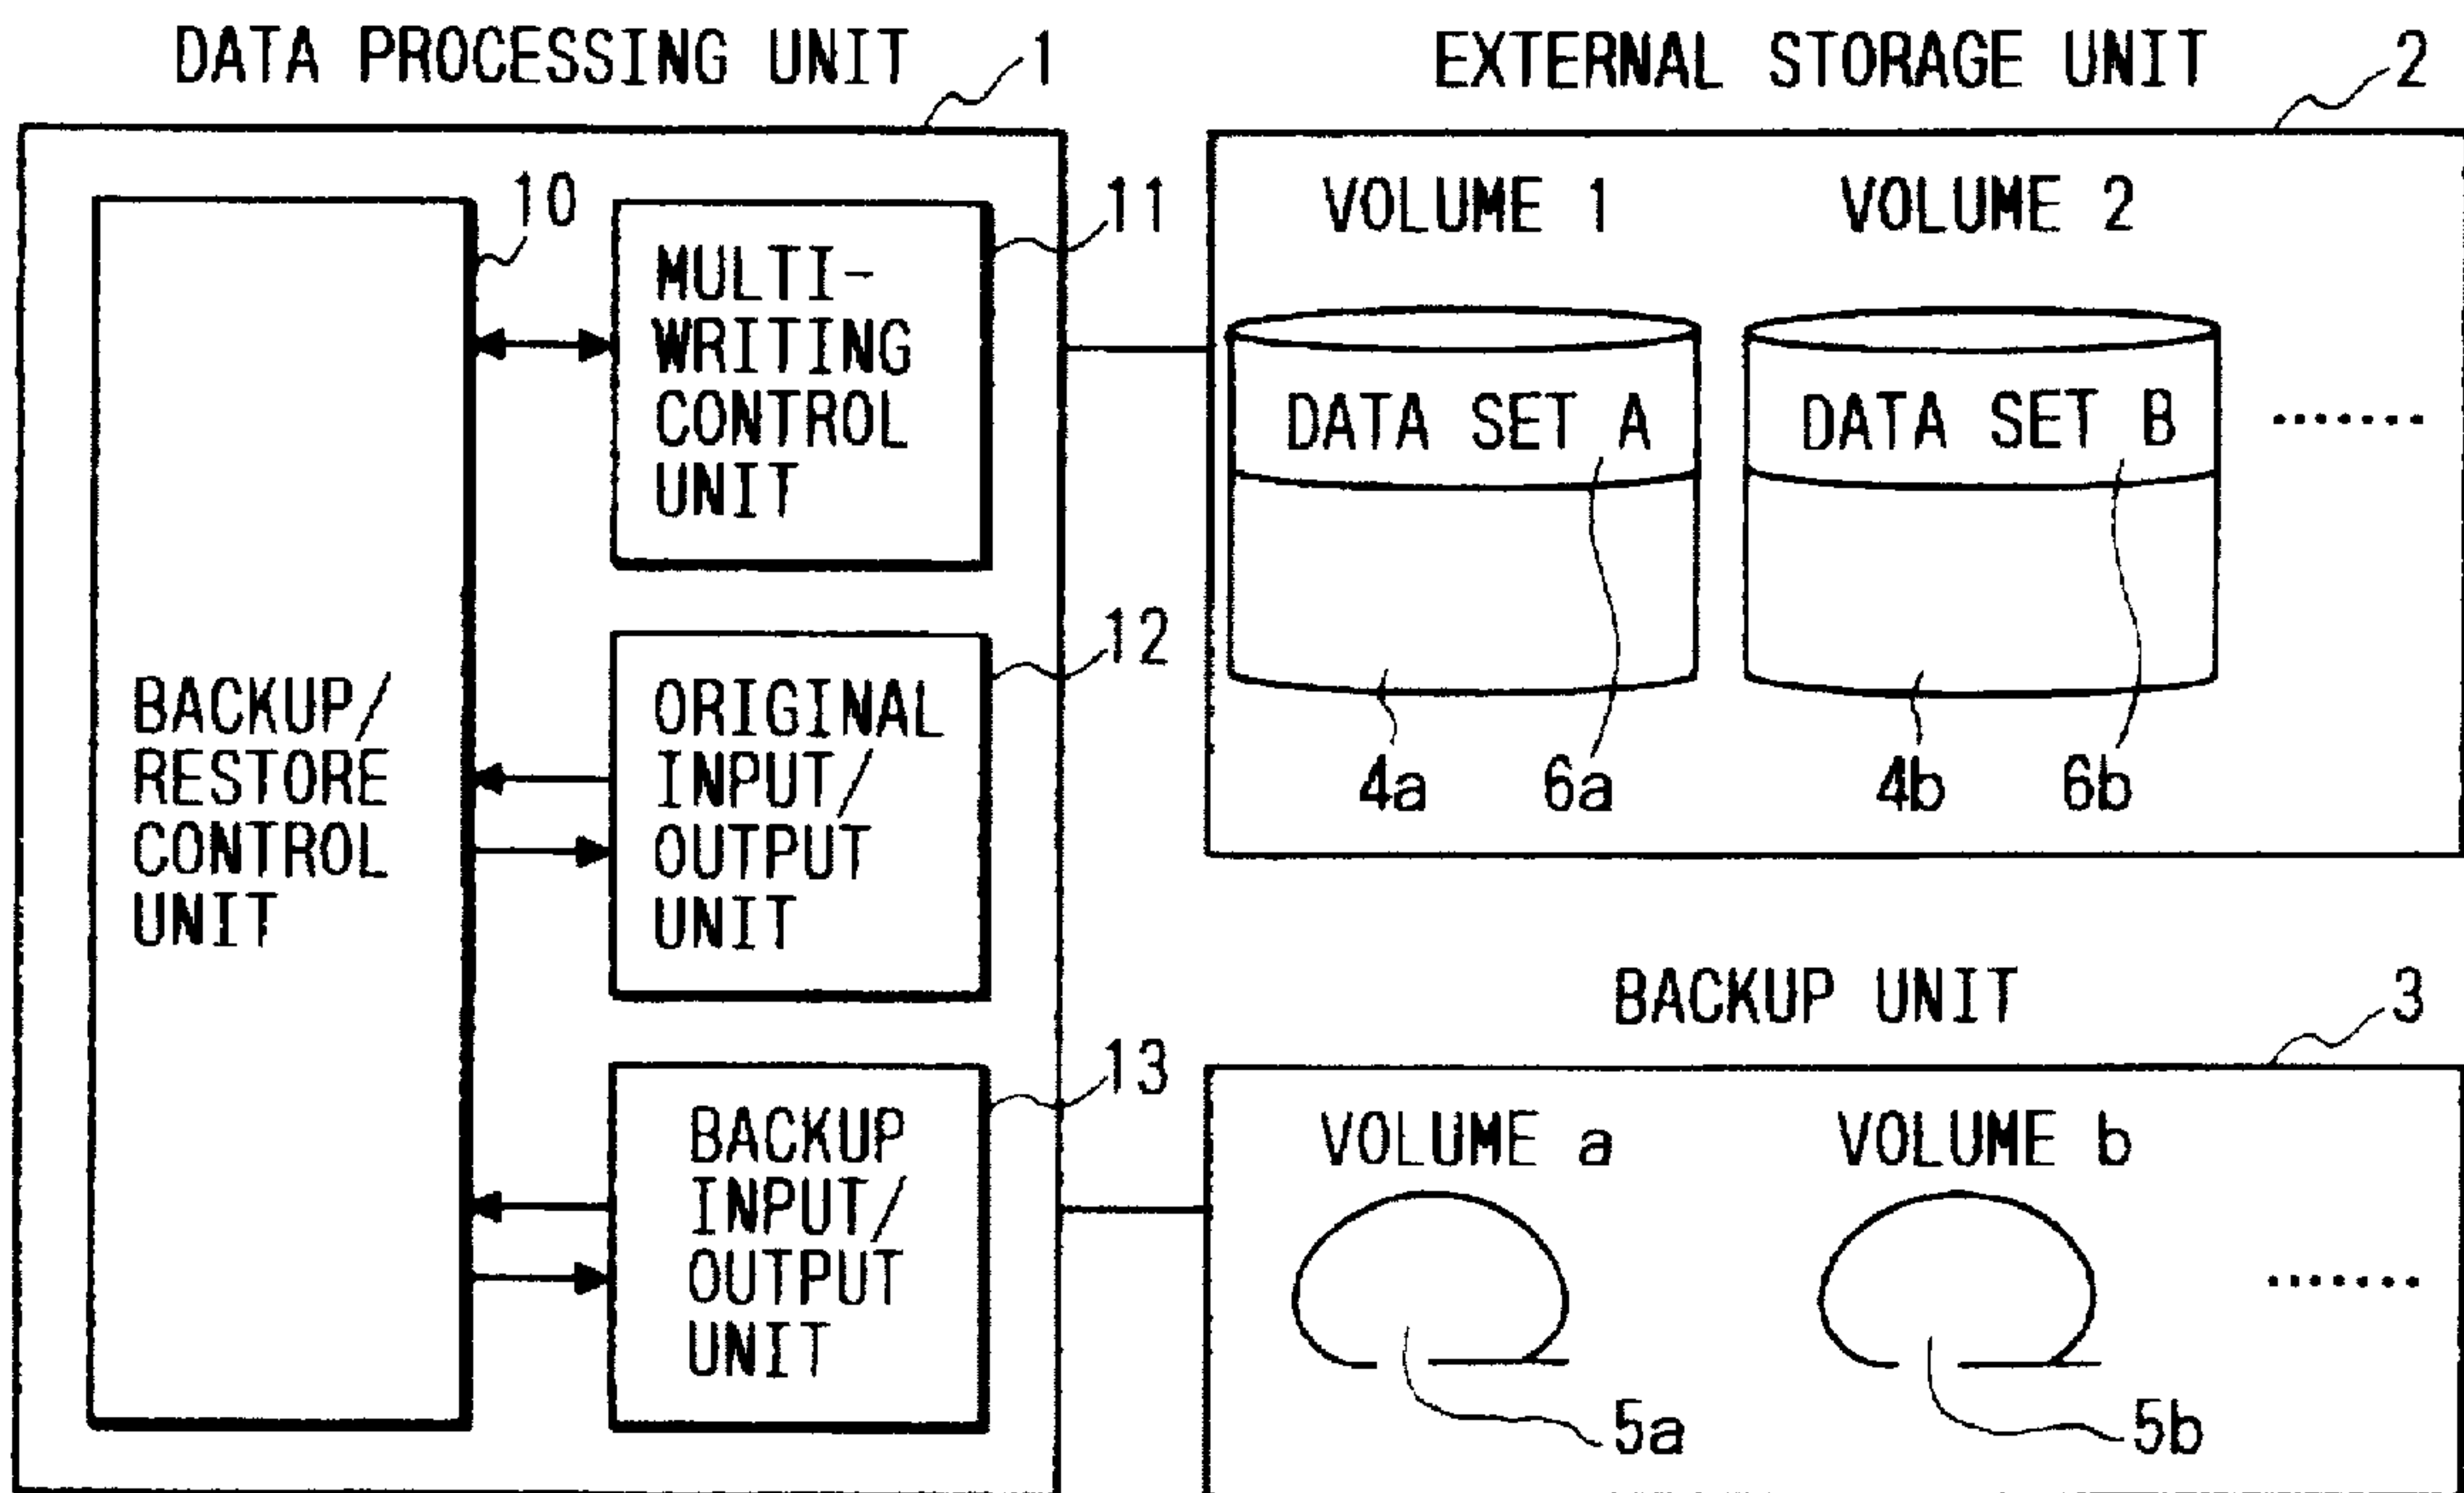 DATA PROCESSING UNIT
1
10
BACKUP/
RESTORE
CONTROL
UNIT
MULTI-
WRITING
CONTROL
UNIT
11
ORIGINAL
INPUT/
OUTPUT
UNIT
12
BACKUP
INPUT/
OUTPUT
UNIT
13
EXTERNAL STORAGE UNIT
2
VOLUME 1
VOLUME 2
DATA SET A
DATA SET B
.......
4a
6a
4b
6b
BACKUP UNIT
3
VOLUME a
VOLUME b
.......
5a
5b